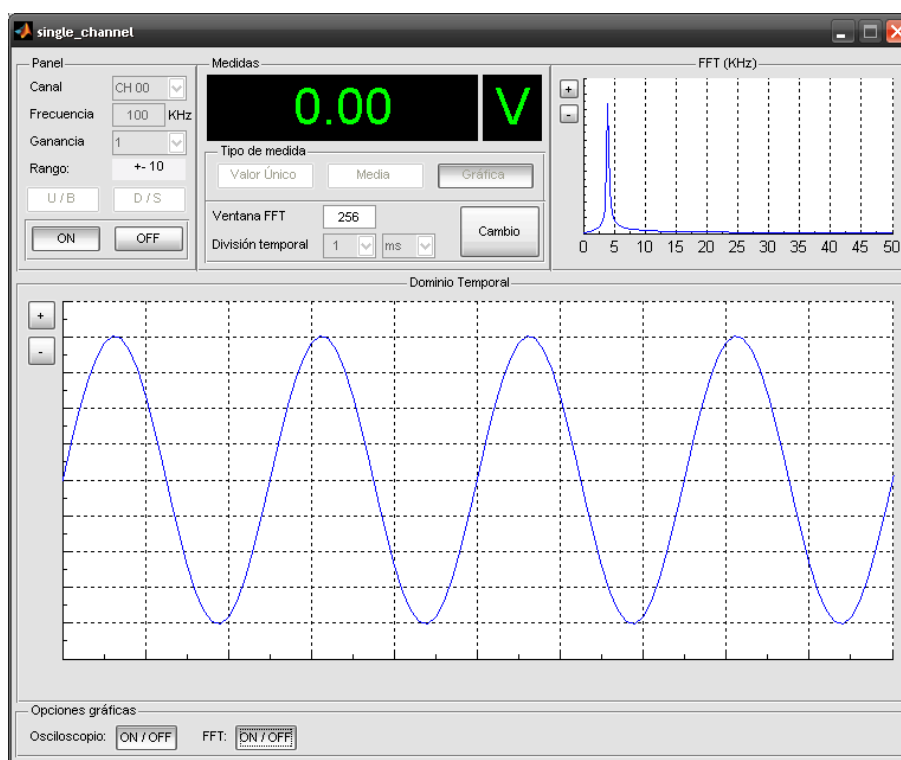 single_channel
Panel
Canal CH 00
Frecuencia 100 KHz
Ganancia 1
Rango: +- 10
U / B D / S
ON OFF
Medidas
0.00 V
Tipo de medida
Valor Único Media Gráfica
Ventana FFT 256
División temporal 1 ms
Cambio
FFT (KHz)
+
-
0 5 10 15 20 25 30 35 40 45 50
Dominio Temporal
+
-
Opciones gráficas
Osciloscopio: ON / OFF FFT: ON / OFF